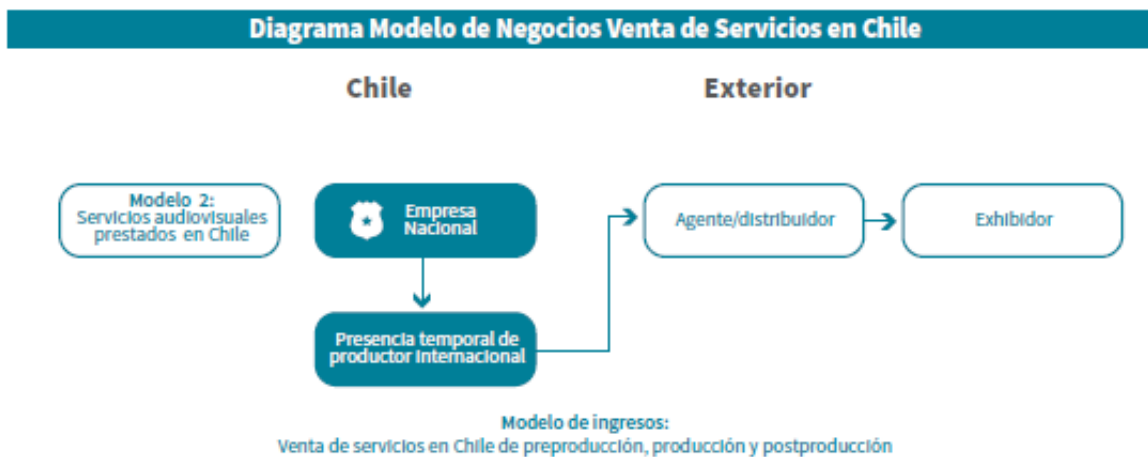 Diagrama Modelo de Negocios Venta de Servicios en Chile
Chile
Exterior
Modelo 2:
Servicios audiovisuales
prestados en Chile
Empresa
Nacional
Agente/distribuidor
Exhibidor
Presencia temporal de
productor internacional
Modelo de ingresos:
Venta de servicios en Chile de preproducción, producción y postproducción